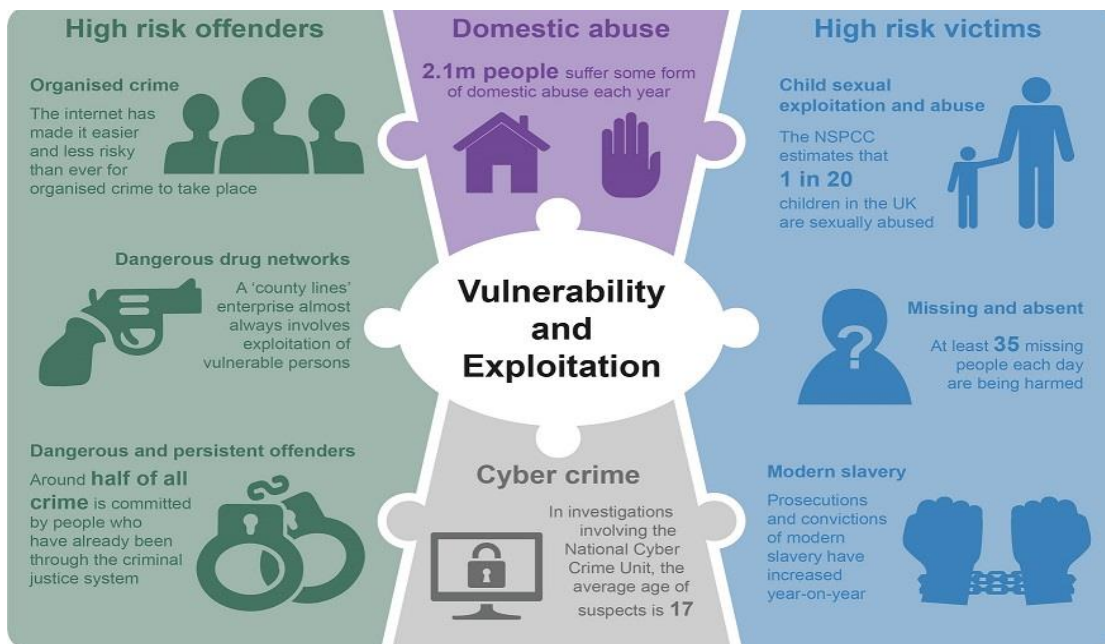 High risk offenders
Organised crime
The internet has
made it easier
and less risky
than ever for
organised crime to take place
Dangerous drug networks
A ‘county lines’
enterprise almost
always involves
exploitation of
vulnerable persons
Dangerous and persistent offenders
Around half of all
crime is committed
by people who
have already been
through the criminal
justice system
Domestic abuse
2.1m people suffer some form
of domestic abuse each year
Vulnerability
and
Exploitation
Cyber crime
In investigations
involving the
National Cyber
Crime Unit, the
average age of
suspects is 17
High risk victims
Child sexual
exploitation and abuse
The NSPCC
estimates that
1 in 20
children in the UK
are sexually abused
?
Missing and absent
At least 35 missing
people each day
are being harmed
Modern slavery
Prosecutions
and convictions
of modern
slavery have
increased
year-on-year